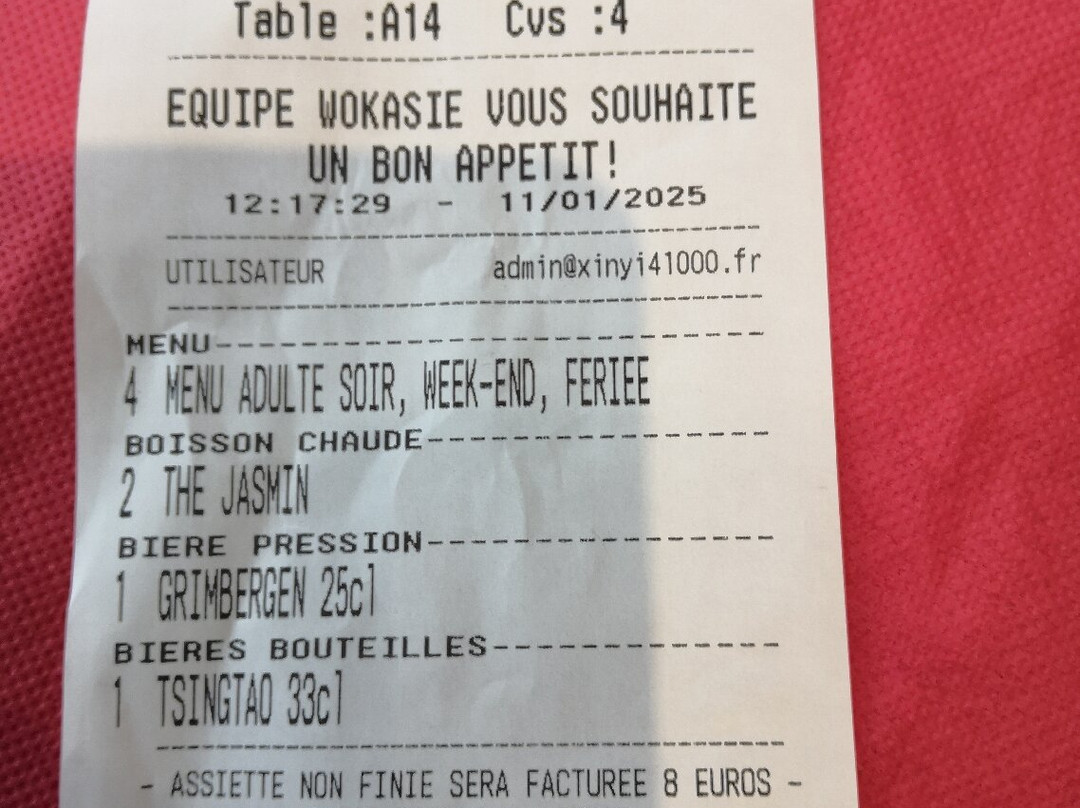 Table :A14 Cvs :4
EQUIPE WOKASIE VOUS SOUHAITE
UN BON APPETIT!
12:17:29 - 11/01/2025
UTILISATEUR admin@xinyi41000.fr
MENU
4 MENU ADULTE SOIR, WEEK-END, FERIEE
BOISSON CHAUDE
2 THE JASMIN
BIERE PRESSION
1 GRIMBERGEN 25cl
BIERES BOUTEILLES
1 TSINGTAO 33cl
- ASSIETTE NON FINIE SERA FACTUREE 8 EUROS -